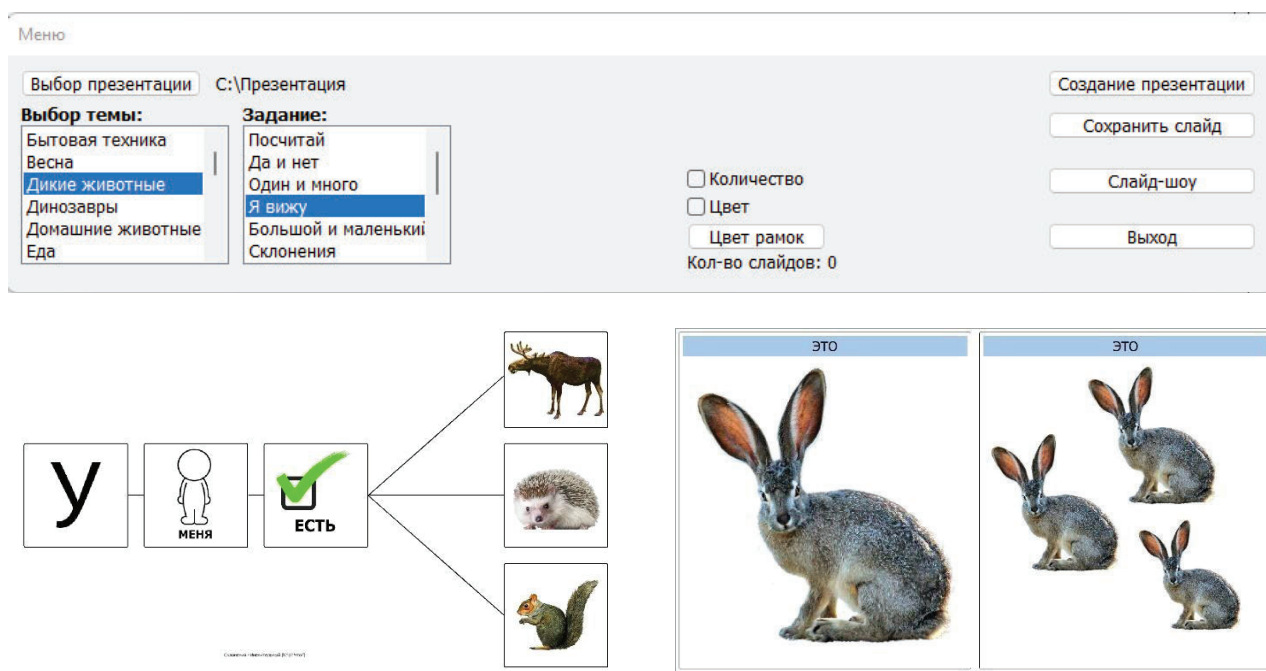 Меню
Выбор презентации C:\Презентация Создание презентации
Выбор темы: Задание:
Сохранить слайд
Бытовая техника Посчитай
Весна Да и нет
Дикие животные Один и много
Количество Слайд-шоу
Динозавры Я вижу
Цвет
Домашние животные Большой и маленький
Цвет рамок Выход
Еда Склонения
Кол-во слайдов: 0
ЭТО ЭТО
У
МЕНЯ
ЕСТЬ